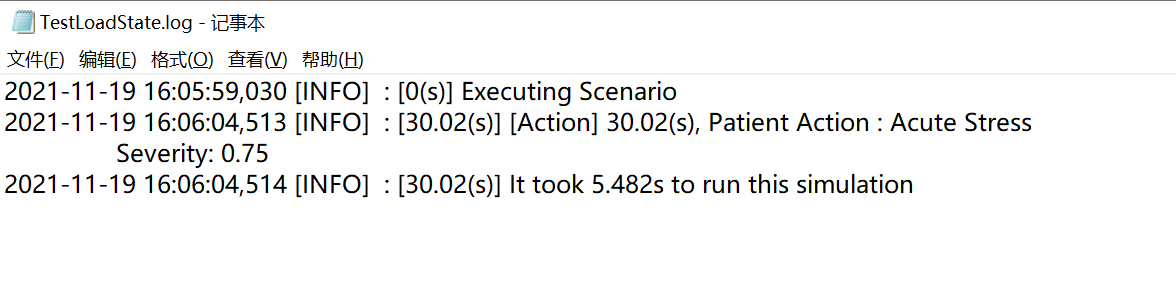 TestLoadState.log - 记事本
文件(F) 编辑(E) 格式(O) 查看(V) 帮助(H)
2021-11-19 16:05:59,030 [INFO]  : [0(s)] Executing Scenario
2021-11-19 16:06:04,513 [INFO]  : [30.02(s)] [Action] 30.02(s), Patient Action : Acute Stress
Severity: 0.75
2021-11-19 16:06:04,514 [INFO]  : [30.02(s)] It took 5.482s to run this simulation